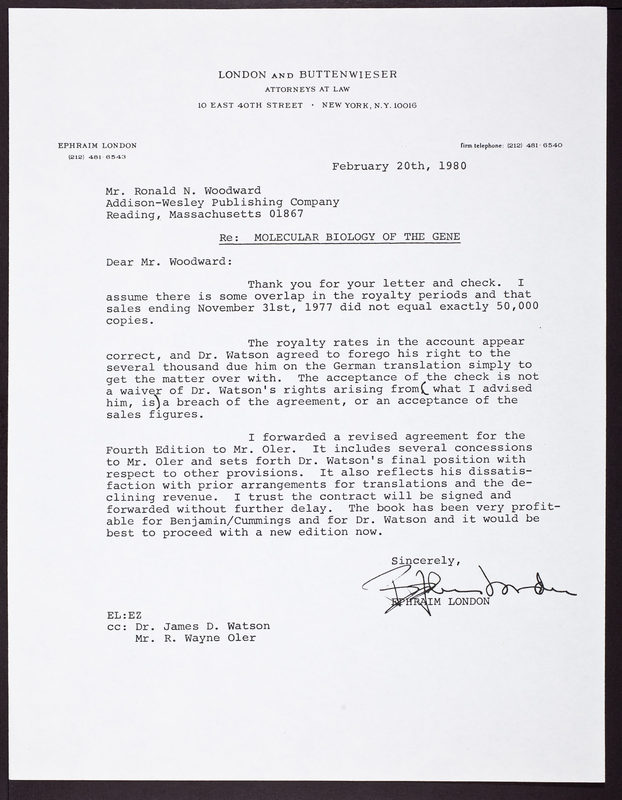 LONDON AND BUTTENWIESER
ATTORNEYS AT LAW
10 EAST 40TH STREET · NEW YORK, N.Y. 10016
EPHRAIM LONDON
(212) 481-6543
firm telephone: (212) 481-6540
February 20th, 1980
Mr. Ronald N. Woodward
Addison-Wesley Publishing Company
Reading, Massachusetts 01867
Re: MOLECULAR BIOLOGY OF THE GENE
Dear Mr. Woodward:
Thank you for your letter and check. I
assume there is some overlap in the royalty periods and that
sales ending November 31st, 1977 did not equal exactly 50,000
copies.
The royalty rates in the account appear
correct, and Dr. Watson agreed to forego his right to the
several thousand due him on the German translation simply to
get the matter over with. The acceptance of the check is not
a waiver of Dr. Watson's rights arising from (what I advised
him, is) a breach of the agreement, or an acceptance of the
sales figures.
I forwarded a revised agreement for the
Fourth Edition to Mr. Oler. It includes several concessions
to Mr. Oler and sets forth Dr. Watson's final position with
respect to other provisions. It also reflects his dissatis-
faction with prior arrangements for translations and the de-
clining revenue. I trust the contract will be signed and
forwarded without further delay. The book has been very profit-
able for Benjamin/Cummings and for Dr. Watson and it would be
best to proceed with a new edition now.
Sincerely,
Ephraim London
EPHRAIM LONDON
EL:EZ
cc: Dr. James D. Watson
Mr. R. Wayne Oler